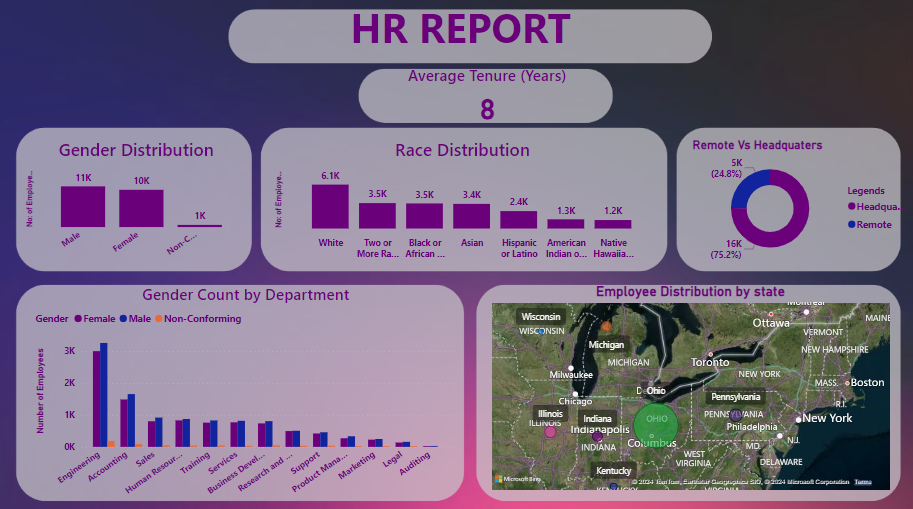 HR REPORT
Average Tenure (Years)
8
Gender Distribution
No. of Employe...
11K
10K
1K
Male
Female
Non-C...
Race Distribution
No. of Employe...
6.1K
3.5K
3.5K
3.4K
2.4K
1.3K
1.2K
White
Two or
More Ra...
Black or
African ...
Asian
Hispanic
or Latino
American
Indian o...
Native
Hawaiia...
Remote Vs Headquaters
5K
(24.8%)
16K
(75.2%)
Legends
Headqua...
Remote
Gender Count by Department
Gender Female Male Non-Conforming
Number of Employees
3K
2K
1K
0K
Engineering
Accounting
Sales
Human Resour...
Training
Services
Business Devel...
Research and ...
Support
Product Mana...
Marketing
Legal
Auditing
Employee Distribution by state
Montreal
Wisconsin
WISCONSIN
Ottawa
MAINE
VERMONT
Michigan
MICHIGAN
Toronto
NEW HAMPSHIRE
Milwaukee
NEW YORK
MASS.
Boston
Chicago
Ohio
Pennsylvania
R.I.
Illinois
ILLINOIS
Indiana
Indianapolis
INDIANA
OHIO
Columbus
PENNSYLVANIA
New York
Philadelphia
MD.
N.J.
WEST
VIRGINIA
DELAWARE
Kentucky
KENTUCKY
VIRGINIA
Microsoft Bing
© 2024 TomTom, Earthstar Geographics SIO, © 2024 Microsoft Corporation Terms